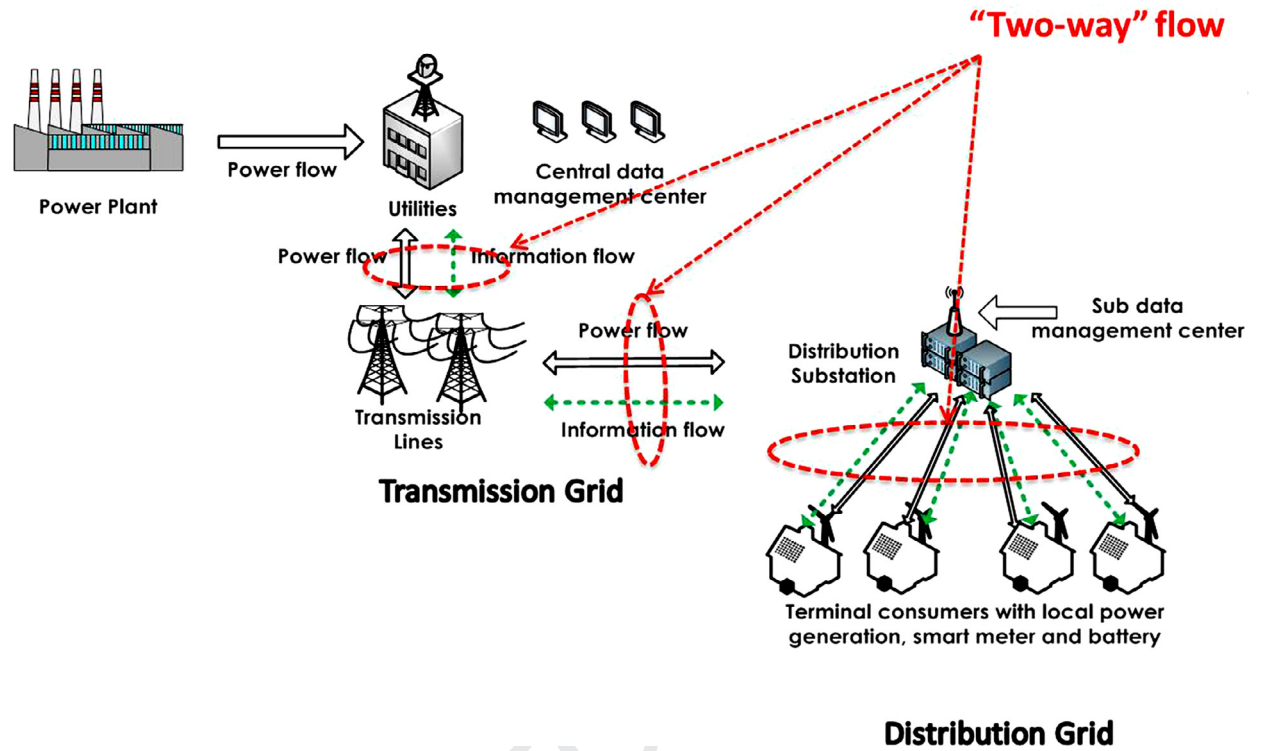 “Two-way” flow
Power flow
Power Plant
Utilities
Central data
management center
Power flow
Information flow
Transmission
Lines
Power flow
Information flow
Transmission Grid
Sub data
management center
Distribution
Substation
Terminal consumers with local power
generation, smart meter and battery
Distribution Grid